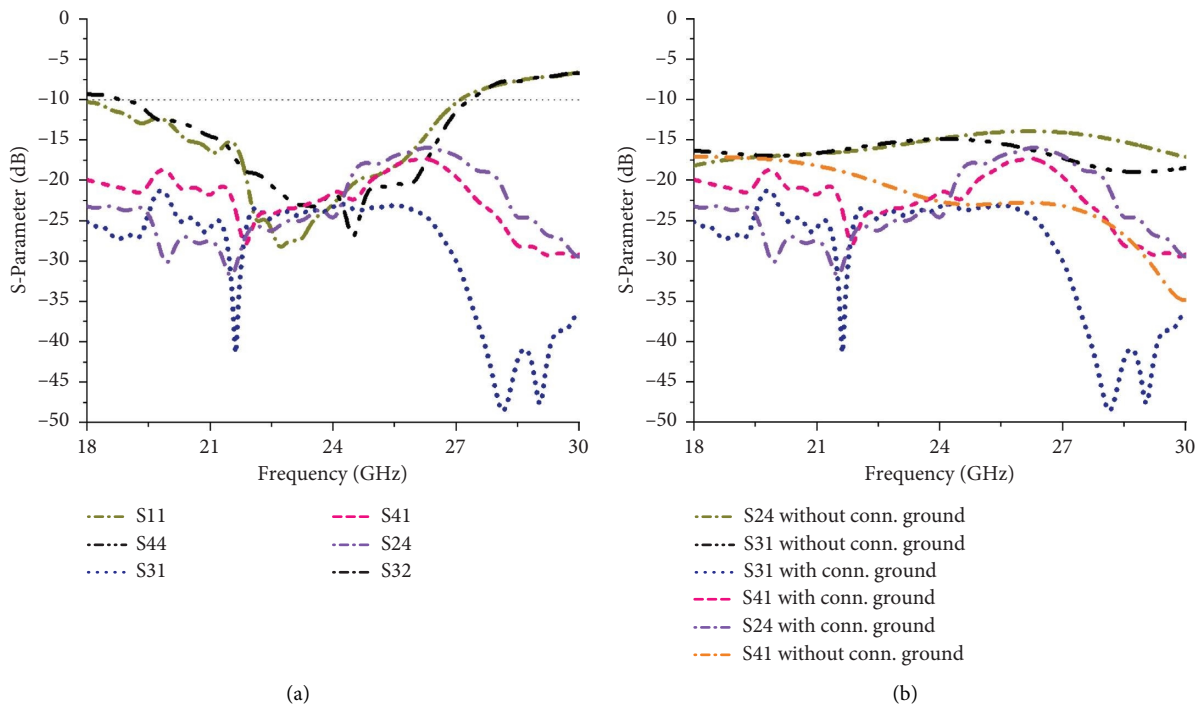 0
−5
−10
−15
−20
−25
−30
−35
−40
−45
−50
S-Parameter (dB)
18
21
24
27
30
Frequency (GHz)
S11
S44
S31
S41
S24
S32
(a)
0
−5
−10
−15
−20
−25
−30
−35
−40
−45
−50
S-Parameter (dB)
18
21
24
27
30
Frequency (GHz)
S24 without conn. ground
S31 without conn. ground
S31 with conn. ground
S41 with conn. ground
S24 with conn. ground
S41 without conn. ground
(b)